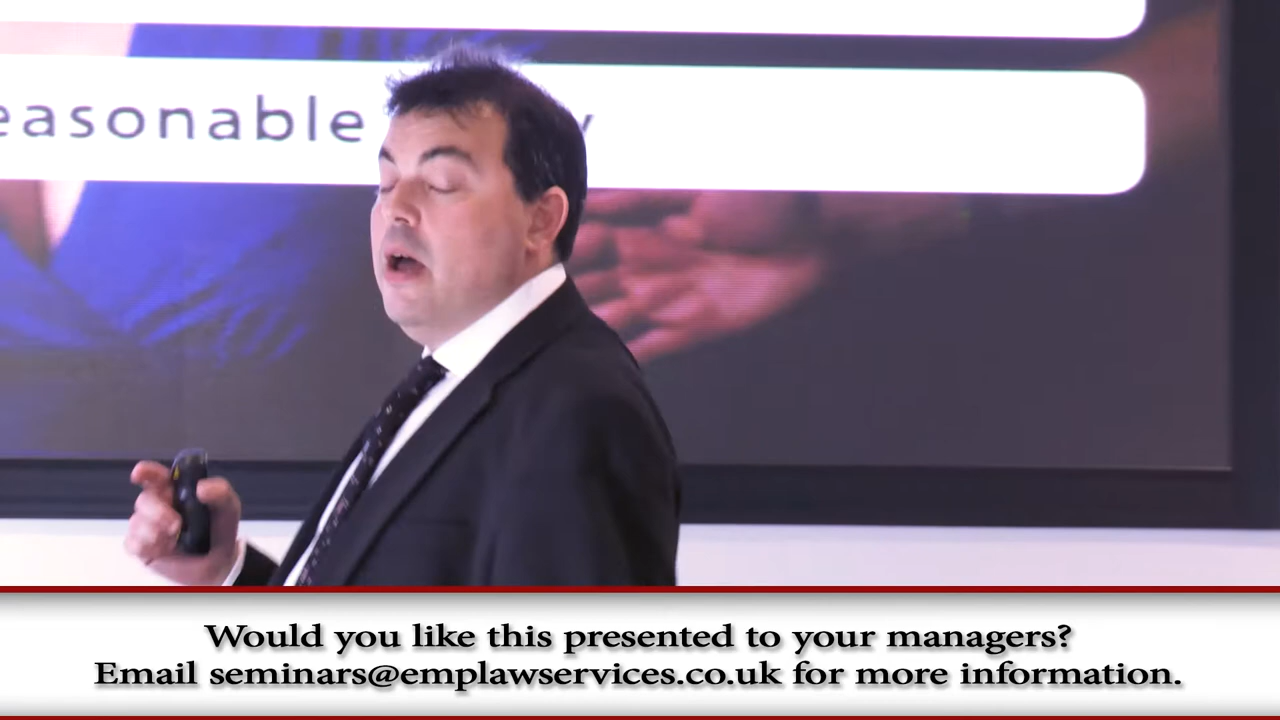 easonable
Would you like this presented to your managers?
Email seminars@emplawservices.co.uk for more information.